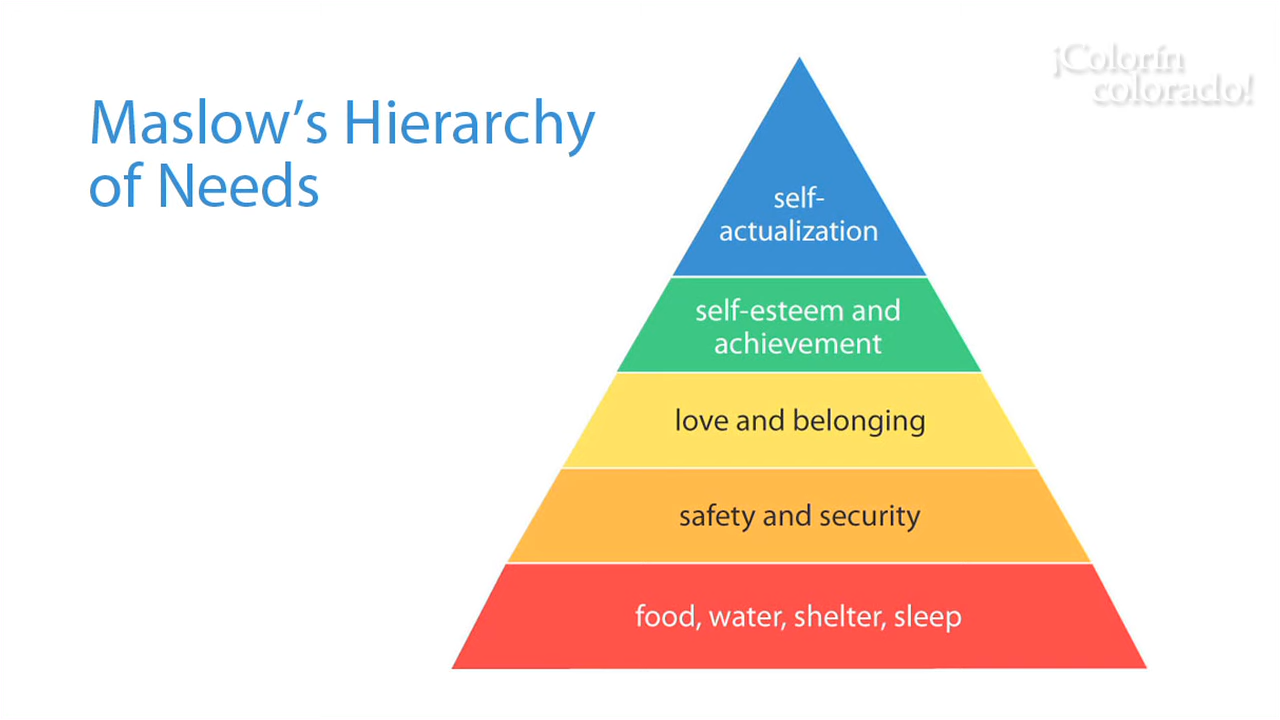 Maslow’s Hierarchy
of Needs
¡Colorín
colorado!
self-
actualization
self-esteem and
achievement
love and belonging
safety and security
food, water, shelter, sleep